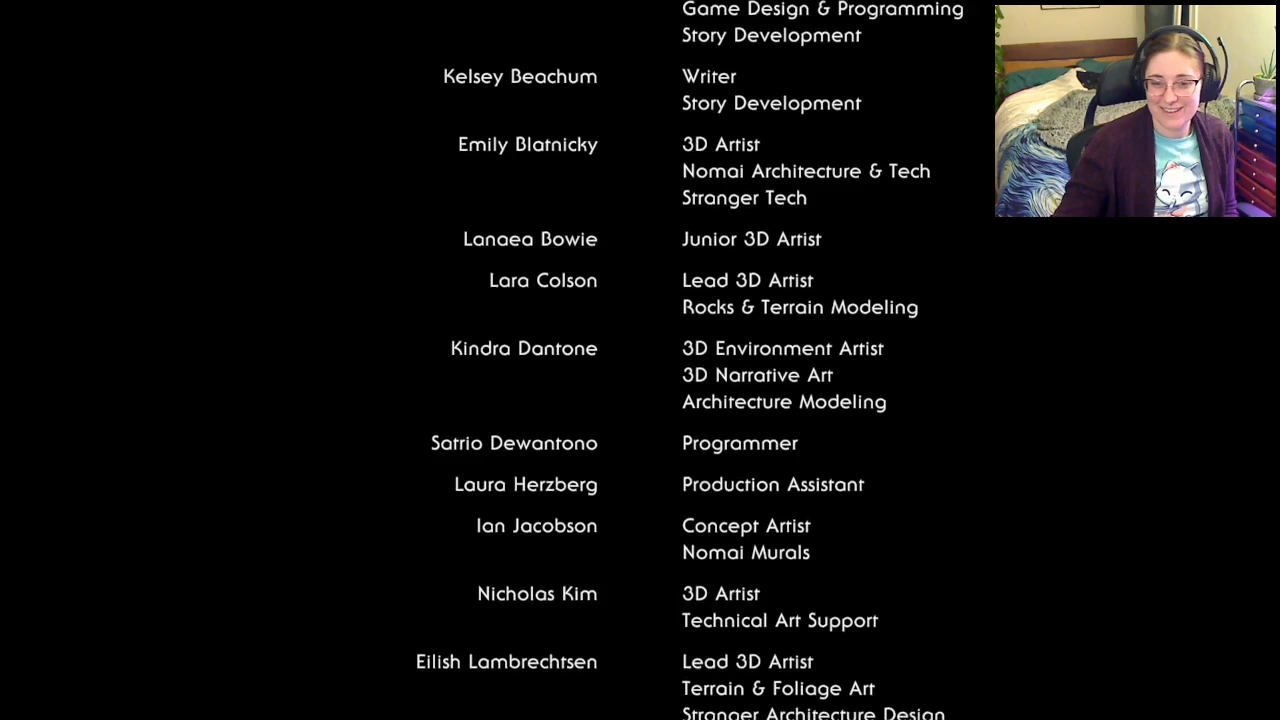 Game Design & Programming
Story Development
Kelsey Beachum Writer
Story Development
Emily Blatnicky 3D Artist
Nomai Architecture & Tech
Stranger Tech
Lanaea Bowie Junior 3D Artist
Lara Colson Lead 3D Artist
Rocks & Terrain Modeling
Kindra Dantone 3D Environment Artist
3D Narrative Art
Architecture Modeling
Satrio Dewantono Programmer
Laura Herzberg Production Assistant
Ian Jacobson Concept Artist
Nomai Murals
Nicholas Kim 3D Artist
Technical Art Support
Eilish Lambrechtsen Lead 3D Artist
Terrain & Foliage Art
Stranger Architecture Design